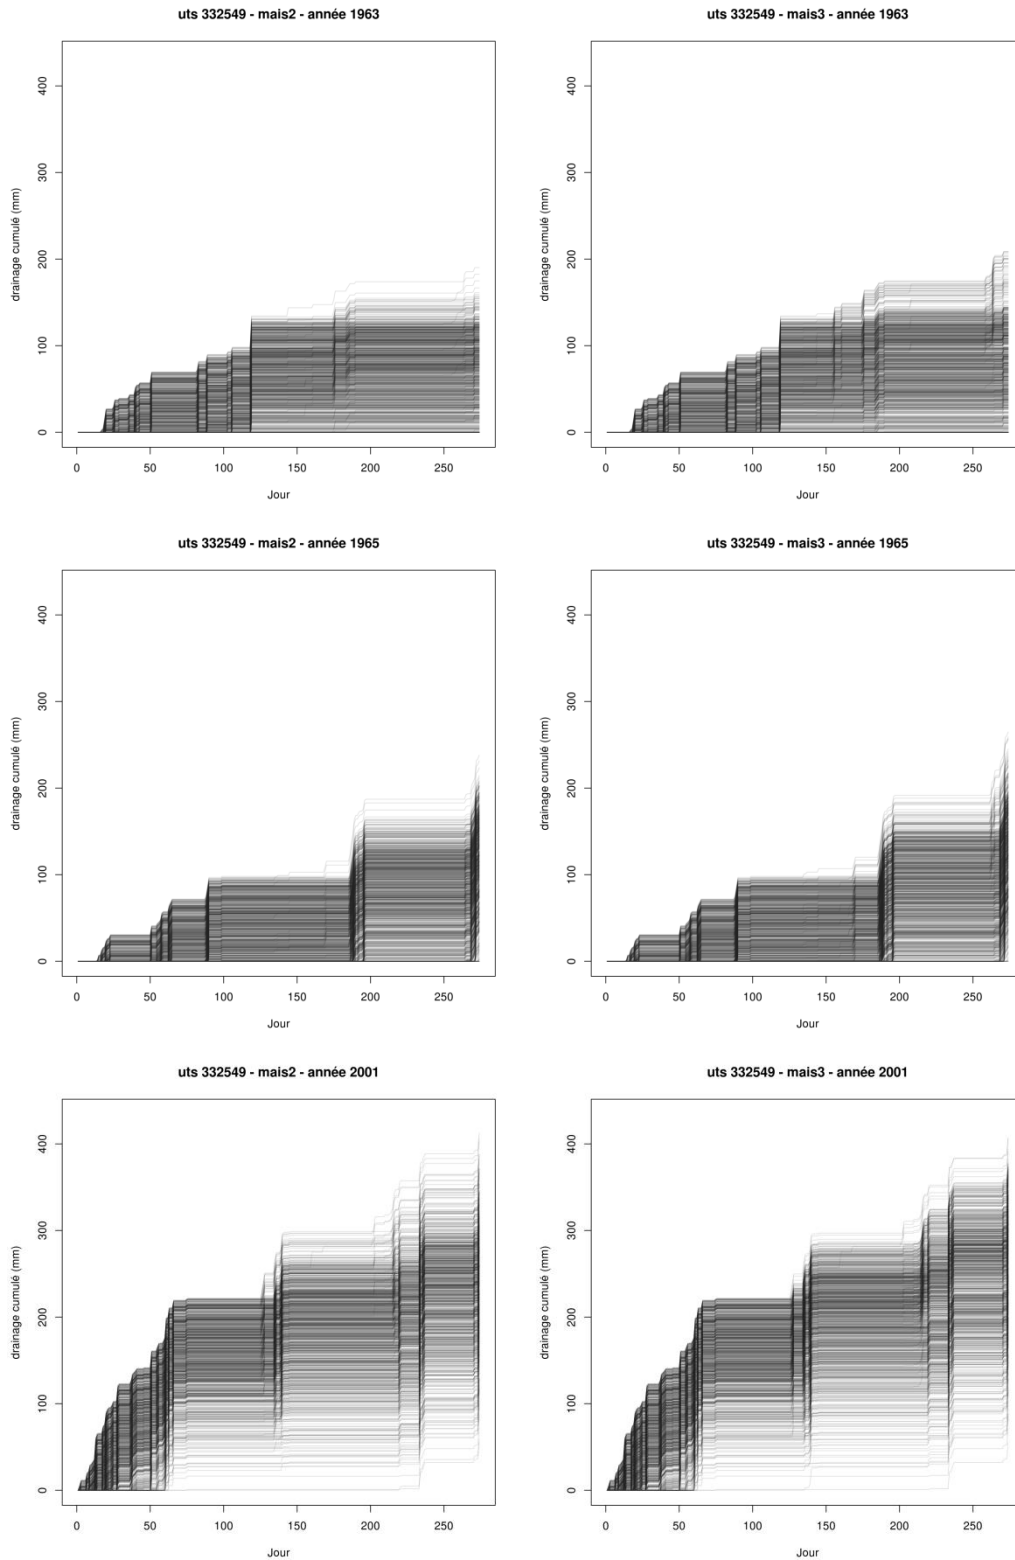 uts 332549 - mais2 - année 1963
drainage cumulé (mm)
400
300
200
100
0
0 50 100 150 200 250
Jour
uts 332549 - mais3 - année 1963
drainage cumulé (mm)
400
300
200
100
0
0 50 100 150 200 250
Jour
uts 332549 - mais2 - année 1965
drainage cumulé (mm)
400
300
200
100
0
0 50 100 150 200 250
Jour
uts 332549 - mais3 - année 1965
drainage cumulé (mm)
400
300
200
100
0
0 50 100 150 200 250
Jour
uts 332549 - mais2 - année 2001
drainage cumulé (mm)
400
300
200
100
0
0 50 100 150 200 250
Jour
uts 332549 - mais3 - année 2001
drainage cumulé (mm)
400
300
200
100
0
0 50 100 150 200 250
Jour